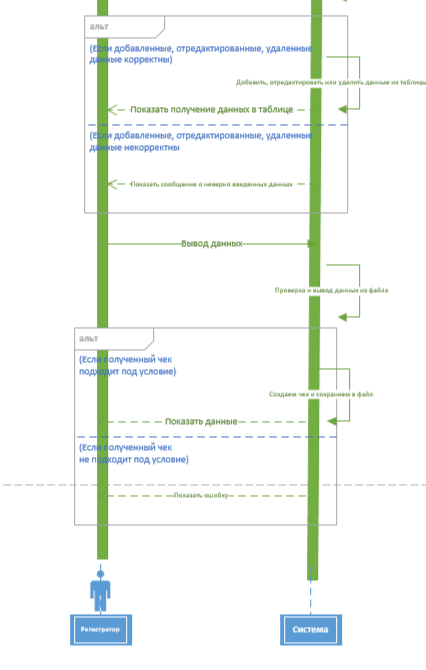 альт
(Если добавленные, отредактированные, удаленные
данные корректны)
Добавить, отредактировать или удалить данные из таблицы
Показать получение данных в таблице
(Если добавленные, отредактированные, удаленные
данные некорректны
Показать сообщение о неверно введенных данных
Вывод данных
Проверка и вывод данных из файла
альт
(Если полученный чек
подходит под условие)
Создаем чек и сохраняем в файл
Показать данные
(Если полученный чек
не подходит под условие)
Показать ошибку
Регистратор
Система